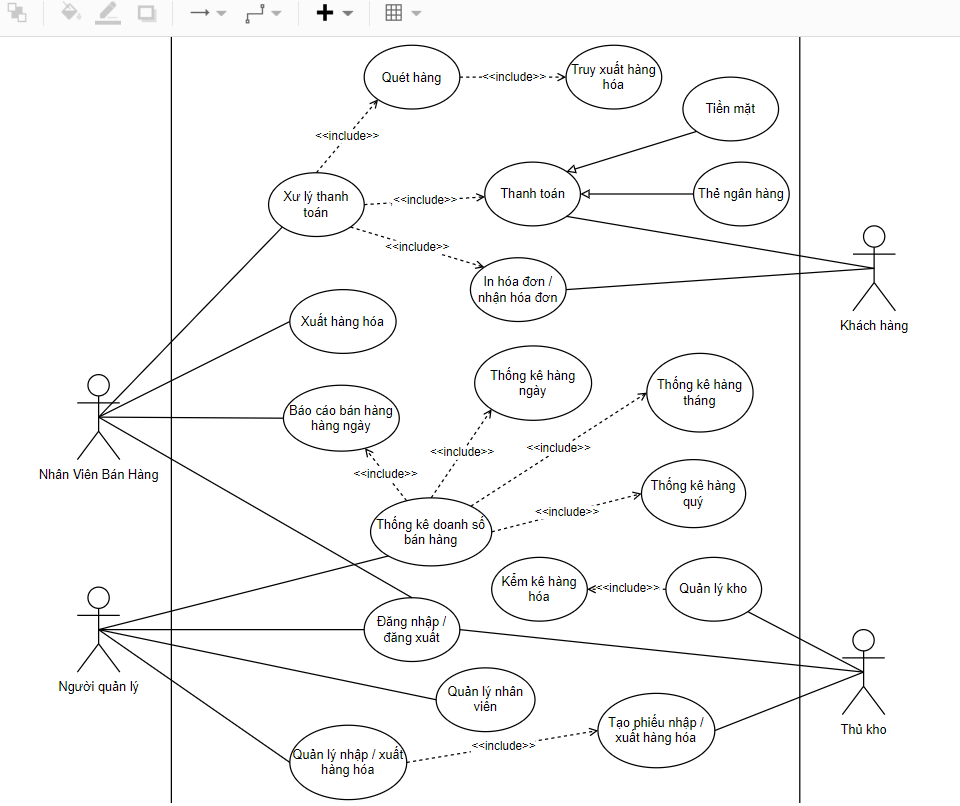 Quét hàng
<<include>>
Truy xuất hàng
hóa
Tiền mặt
<<include>>
Xư lý thanh
toán
<<include>>
Thanh toán
Thẻ ngân hàng
<<include>>
In hóa đơn /
nhận hóa đơn
Khách hàng
Xuất hàng hóa
Thống kê hàng
ngày
Thống kê hàng
tháng
Báo cáo bán hàng
hàng ngày
<<include>>
<<include>>
<<include>>
Nhân Viên Bán Hàng
Thống kê hàng
quý
<<include>>
Thống kê doanh số
bán hàng
Kểm kê hàng
hóa
<<include>>
Quản lý kho
Đăng nhập /
đăng xuất
Người quản lý
Quản lý nhân
viên
Tạo phiếu nhập /
xuất hàng hóa
Thủ kho
<<include>>
Quản lý nhập / xuất
hàng hóa